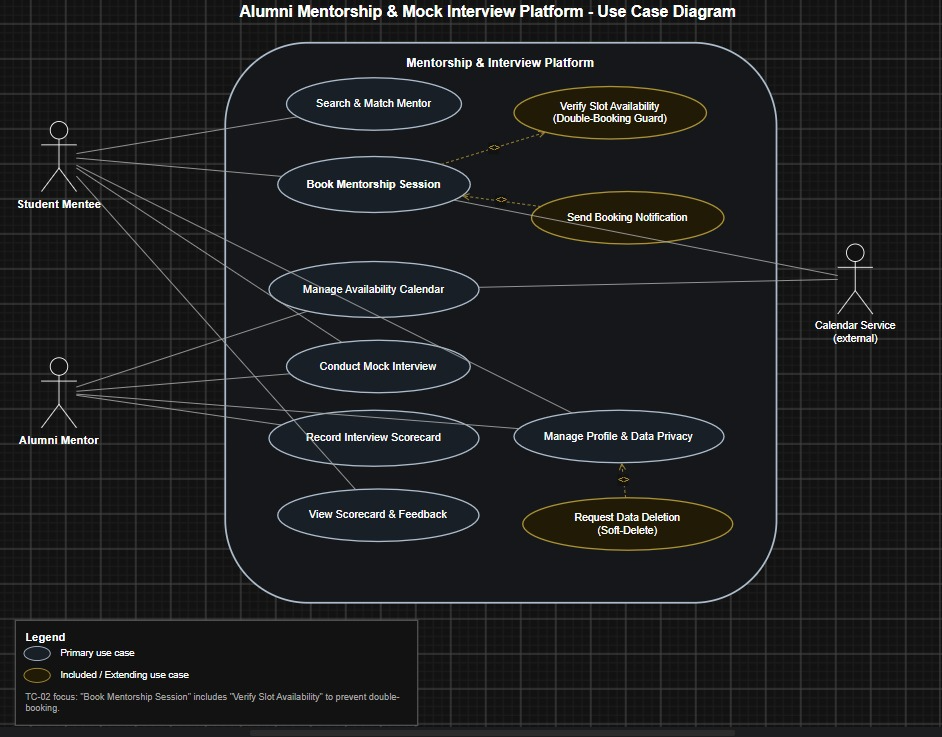 Alumni Mentorship & Mock Interview Platform - Use Case Diagram
Mentorship & Interview Platform
Search & Match Mentor
Verify Slot Availability
(Double-Booking Guard)
<>
Book Mentorship Session
<>
Send Booking Notification
Student Mentee
Manage Availability Calendar
Calendar Service
(external)
Conduct Mock Interview
Alumni Mentor
Record Interview Scorecard
Manage Profile & Data Privacy
<>
View Scorecard & Feedback
Request Data Deletion
(Soft-Delete)
Legend
Primary use case
Included / Extending use case
TC-02 focus: "Book Mentorship Session" includes "Verify Slot Availability" to prevent double-
booking.